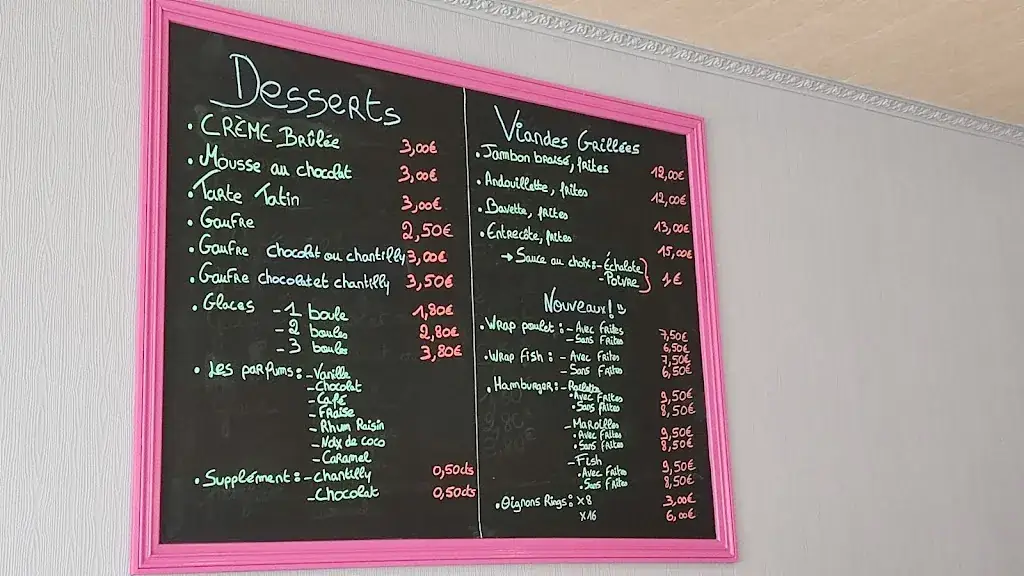 Desserts
• CRÈME Brûlée 3,00€
• Mousse au chocolat 3,00€
• Tarte Tatin 3,00€
• Gaufre 2,50€
• Gaufre chocolat ou chantilly 3,00€
• Gaufre chocolat et chantilly 3,50€
• Glaces - 1 boule 1,80€
- 2 boules 2,80€
- 3 boules 3,80€
• Les parfums : - Vanille
- Chocolat
- Café
- Fraise
- Rhum Raisin
- Noix de coco
- Caramel
• Supplément : - chantilly 0,50cts
- Chocolat 0,50cts
Viandes Grillées
• Jambon braisé, frites 12,00€
• Andouillette, frites 12,00€
• Bavette, frites 13,00€
• Entrecôte, frites 15,00€
→ Sauce au choix : - Échalote
- Poivre 1€
Nouveaux !
• Wrap poulet : - Avec Frites 7,50€
- Sans Frites 6,50€
• Wrap Fish : - Avec Frites 7,50€
- Sans Frites 6,50€
• Hamburger : - Raclette
• Avec Frites 9,50€
• Sans Frites 8,50€
- Maroilles
• Avec Frites 9,50€
• Sans Frites 8,50€
- Fish
• Avec Frites 9,50€
• Sans Frites 8,50€
• Oignons Rings : x8 3,00€
x16 6,00€